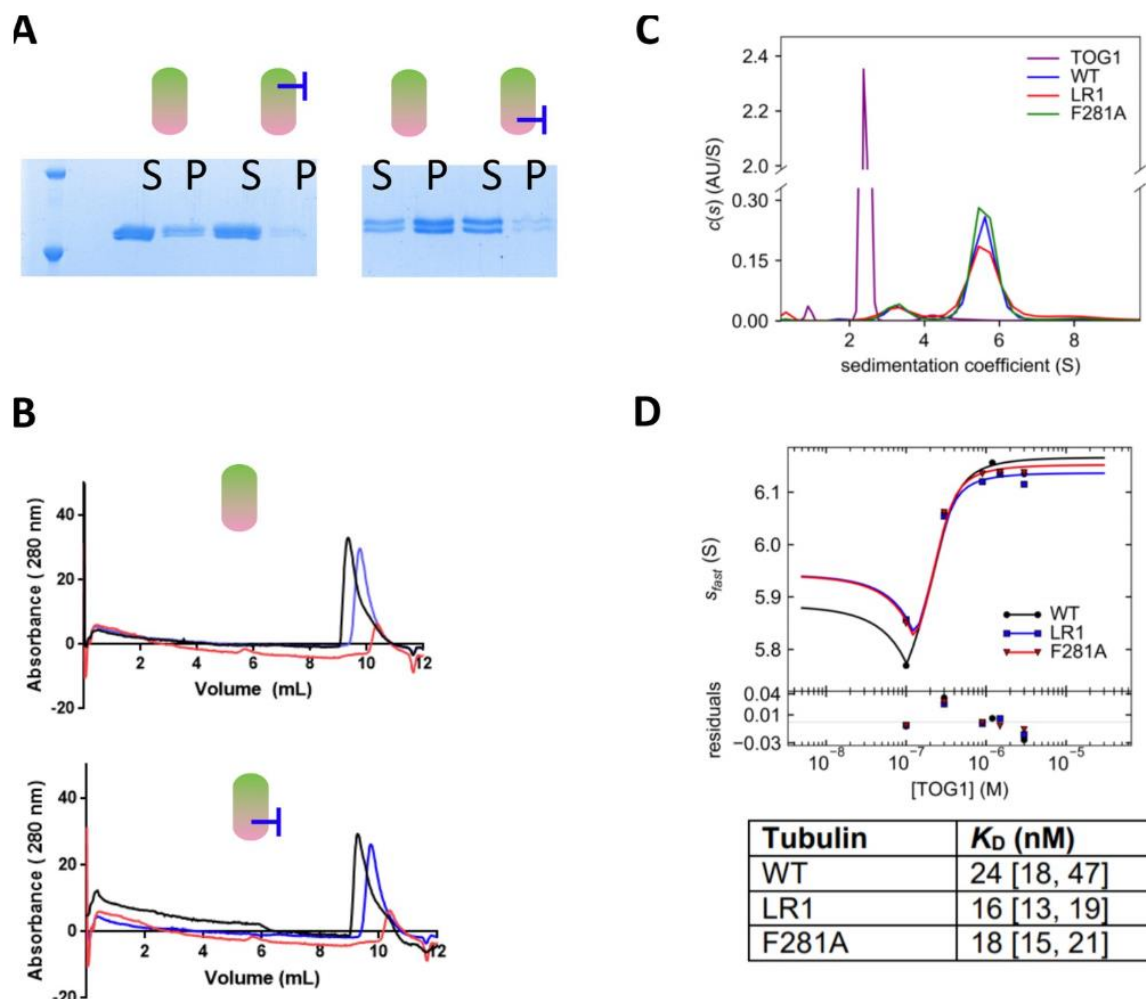 A
S P S P
S P S P
B
Absorbance ( 280 nm)
40
20
0
-20
2 4 6 8 10 12
Volume (mL)
Absorbance ( 280 nm)
40
20
0
-20
2 4 6 8 10 12
Volume (mL)
C
c(s) (AU/S)
2.4
2.2
2.0
0.30
0.15
0.00
TOG1
WT
LR1
F281A
2 4 6 8
sedimentation coefficient (S)
D
s_fast (S)
6.1
6.0
5.9
5.8
WT
LR1
F281A
residuals
0.04
0.01
−0.03
10⁻⁸ 10⁻⁷ 10⁻⁶ 10⁻⁵
[TOG1] (M)
Tubulin K_D (nM)
WT 24 [18, 47]
LR1 16 [13, 19]
F281A 18 [15, 21]